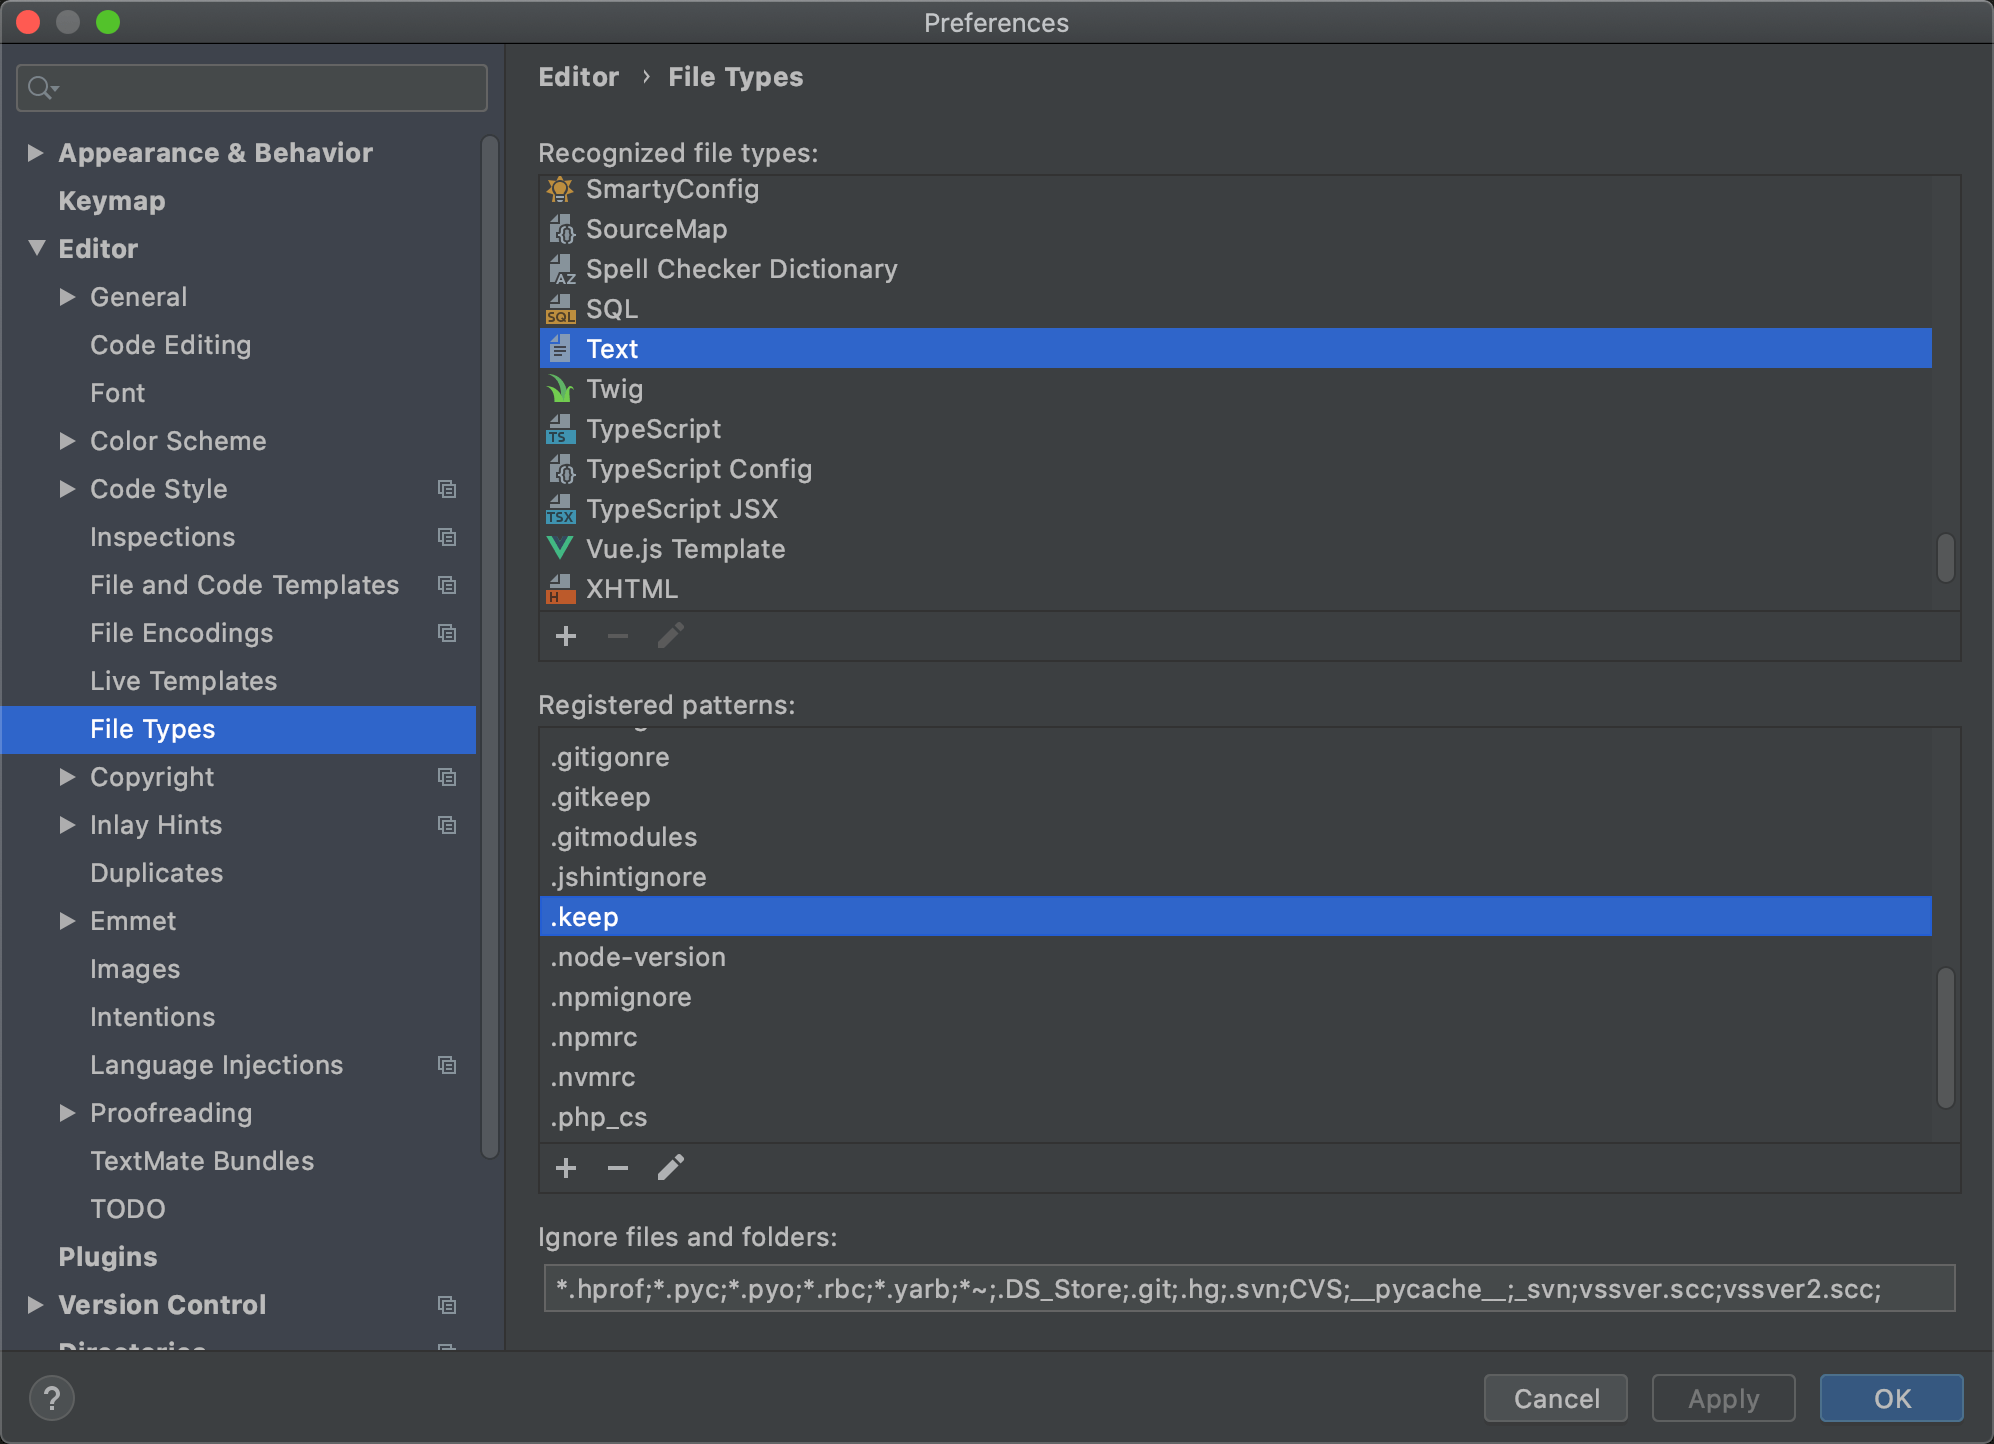 Preferences
Appearance & Behavior
Keymap
Editor
General
Code Editing
Font
Color Scheme
Code Style
Inspections
File and Code Templates
File Encodings
Live Templates
File Types
Copyright
Inlay Hints
Duplicates
Emmet
Images
Intentions
Language Injections
Proofreading
TextMate Bundles
TODO
Plugins
Version Control
Directories
?
Editor › File Types
Recognized file types:
SmartyConfig
{} SourceMap
AZ Spell Checker Dictionary
SQL SQL
Text
Twig
TS TypeScript
{} TypeScript Config
TSX TypeScript JSX
Vue.js Template
H XHTML
Registered patterns:
.gitigonre
.gitkeep
.gitmodules
.jshintignore
.keep
.node-version
.npmignore
.npmrc
.nvmrc
.php_cs
Ignore files and folders:
*.hprof;*.pyc;*.pyo;*.rbc;*.yarb;*~;.DS_Store;.git;.hg;.svn;CVS;__pycache__;_svn;vssver.scc;vssver2.scc;
Cancel
Apply
OK